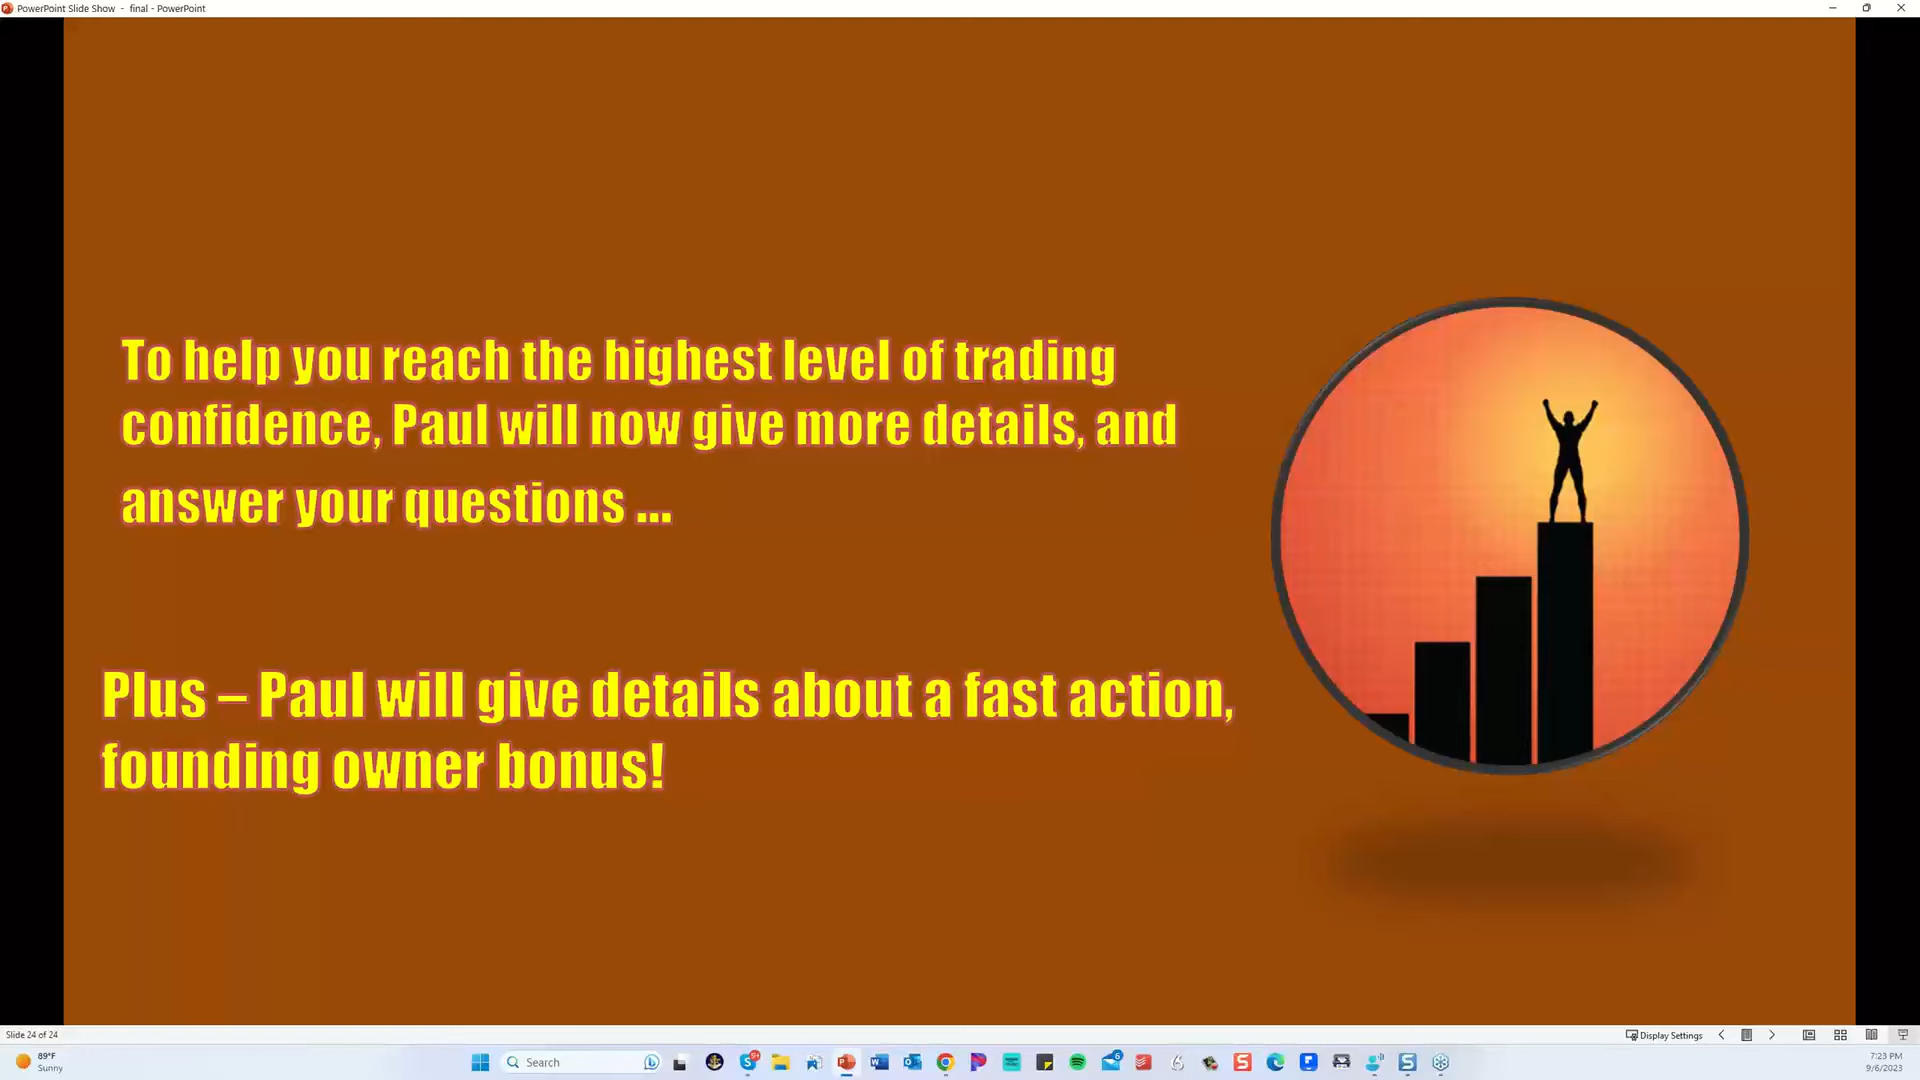 PowerPoint Slide Show - final - PowerPoint
To help you reach the highest level of trading
confidence, Paul will now give more details, and
answer your questions ...
Plus – Paul will give details about a fast action,
founding owner bonus!
Slide 24 of 24
Display Settings
89°F
Sunny
Search
9+
6
7:23 PM
9/6/2023